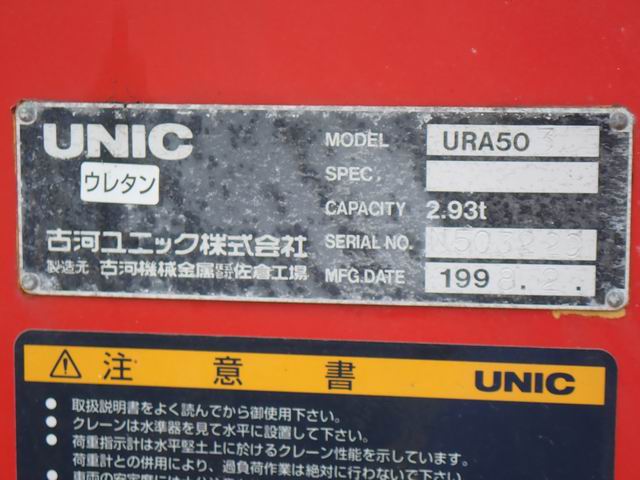 UNIC
ウレタン
古河ユニック株式会社
製造元 古河機械金属株式会社佐倉工場
MODEL URA503
SPEC.
CAPACITY 2.93t
SERIAL NO.
MFG.DATE 1998.2.
⚠ 注意書 UNIC
● 取扱説明書をよく読んでから御使用下さい。
● クレーンは水準器を見て水平に設置して下さい。
● 荷重指示計は水平堅土上に於けるクレーン性能を示しています。
荷重計との併用により、過負荷作業は絶対に行わないで下さい。